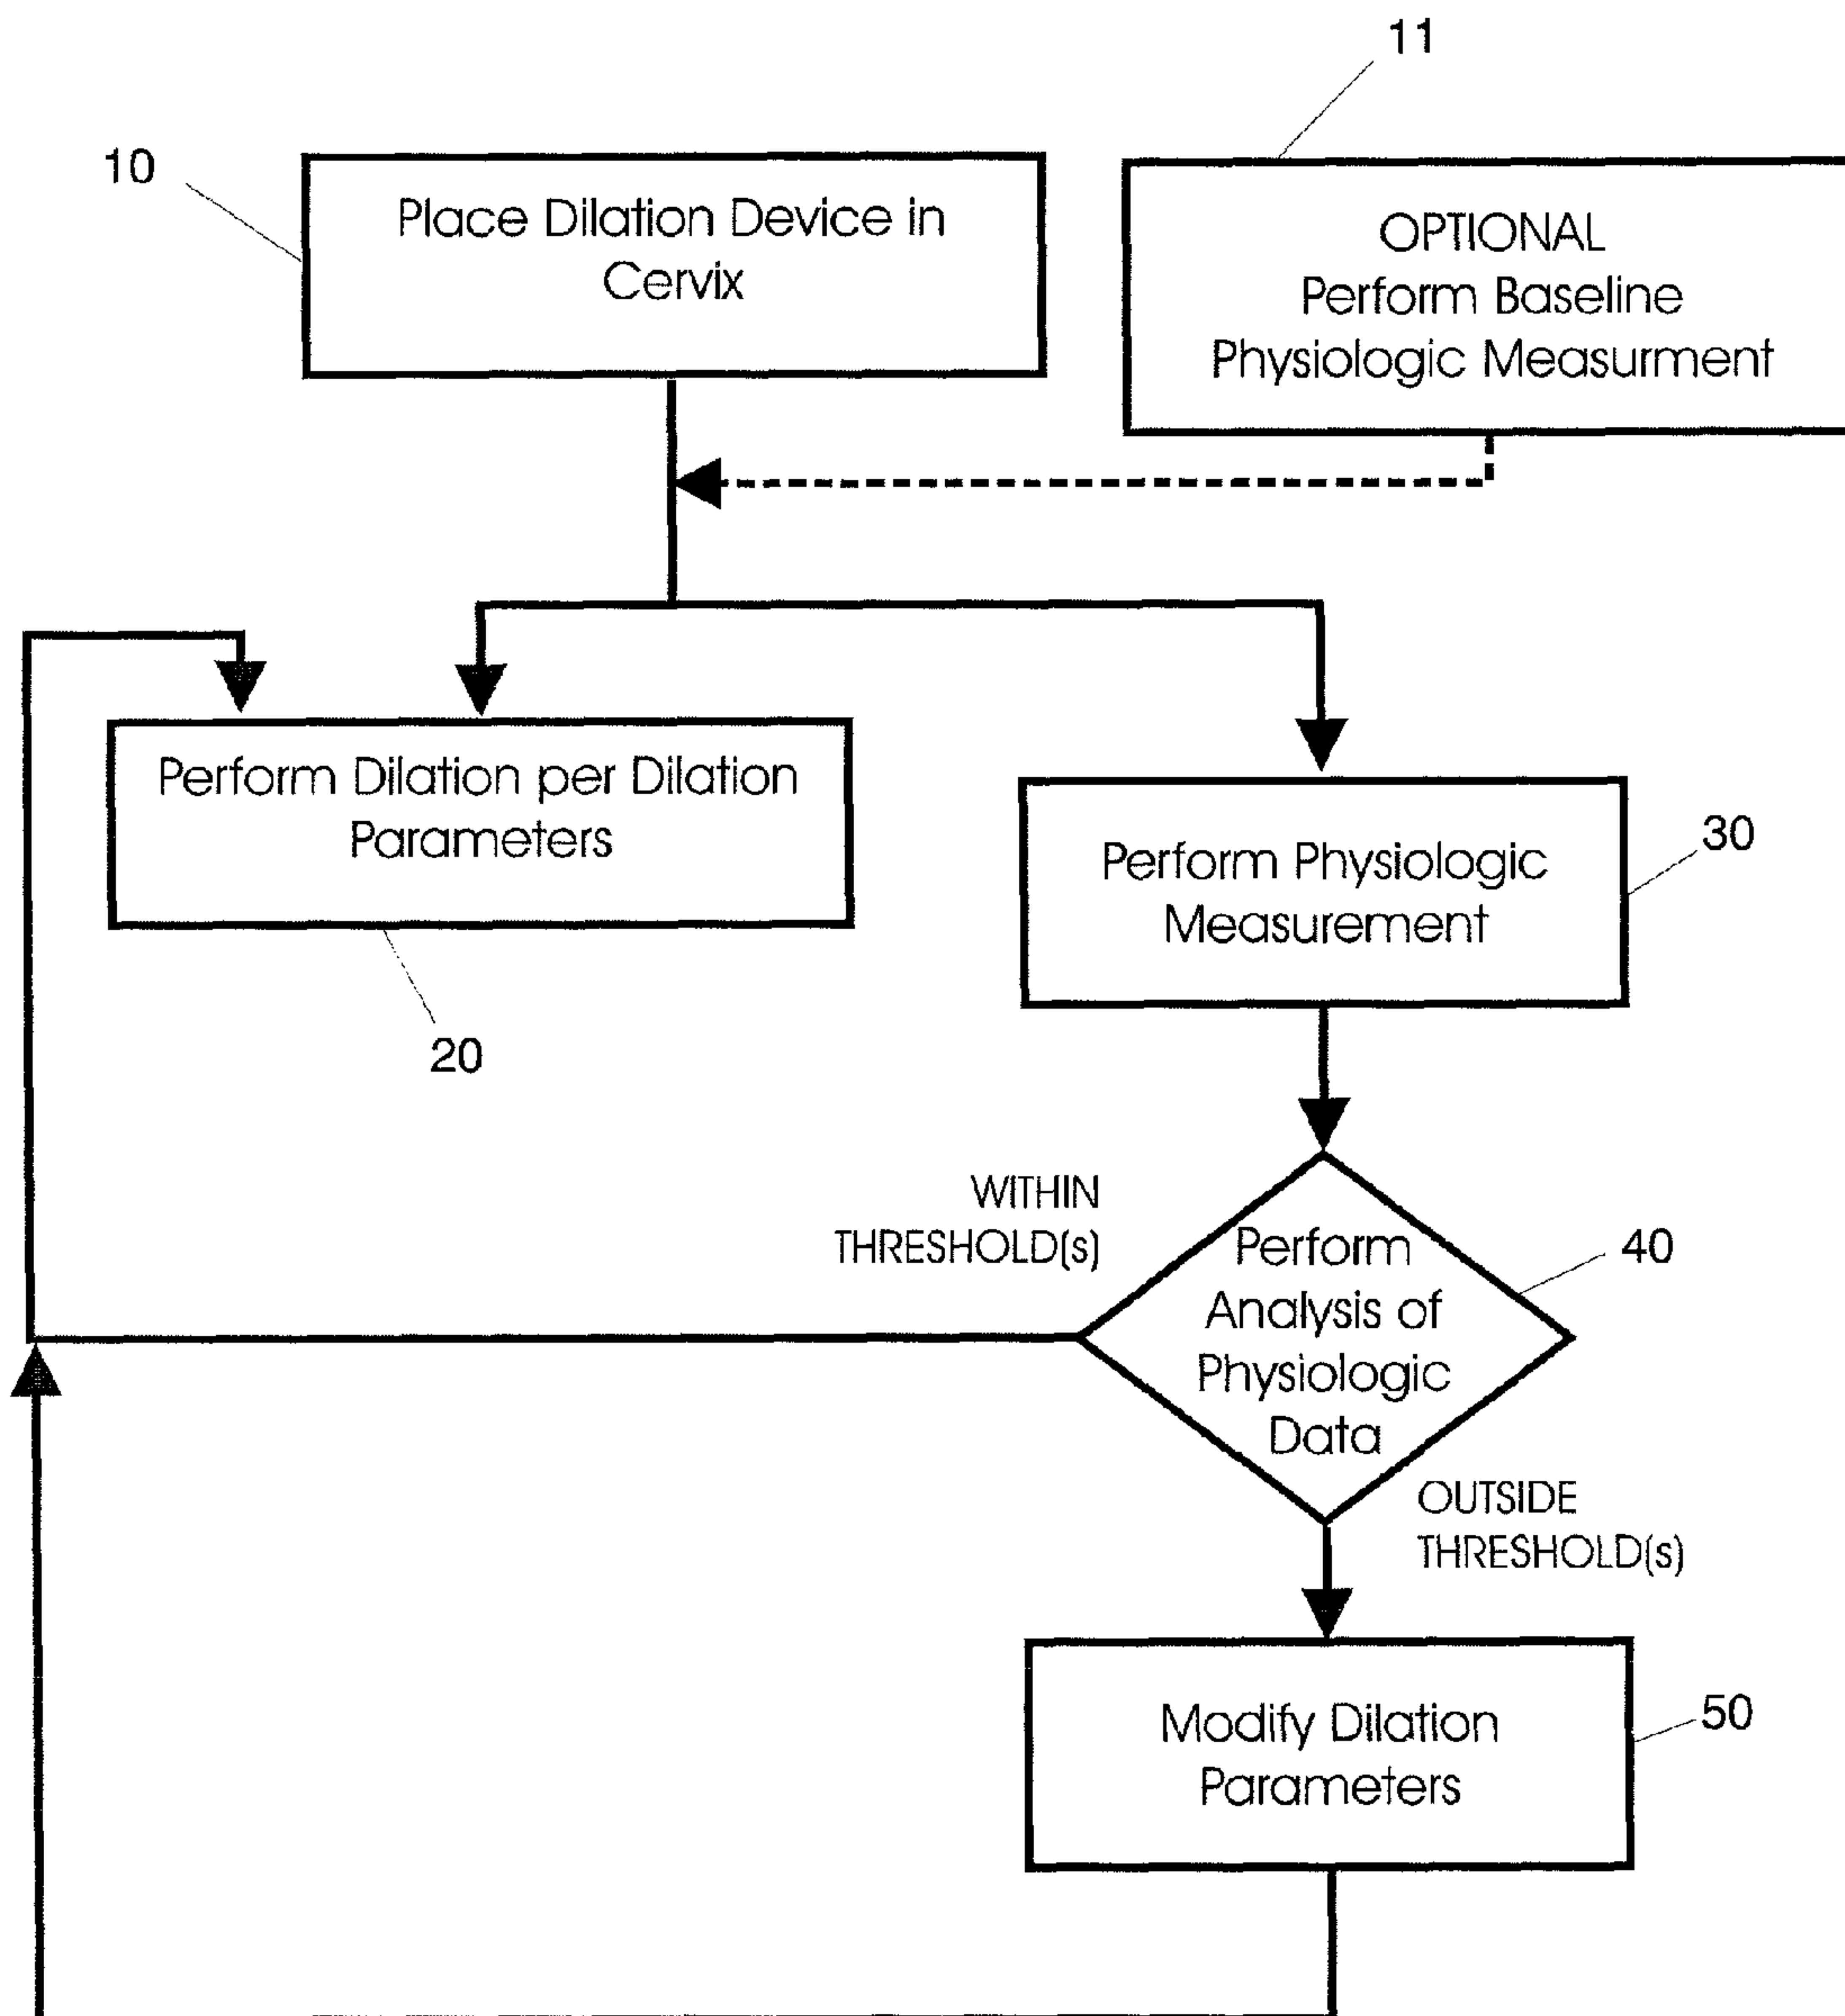 11
10
Place Dilation Device in
Cervix
OPTIONAL
Perform Baseline
Physiologic Measurment
Perform Dilation per Dilation
Parameters
20
Perform Physiologic
Measurement
30
WITHIN
THRESHOLD(s)
Perform
Analysis of
Physiologic
Data
40
OUTSIDE
THRESHOLD(s)
Modify Dilation
Parameters
50